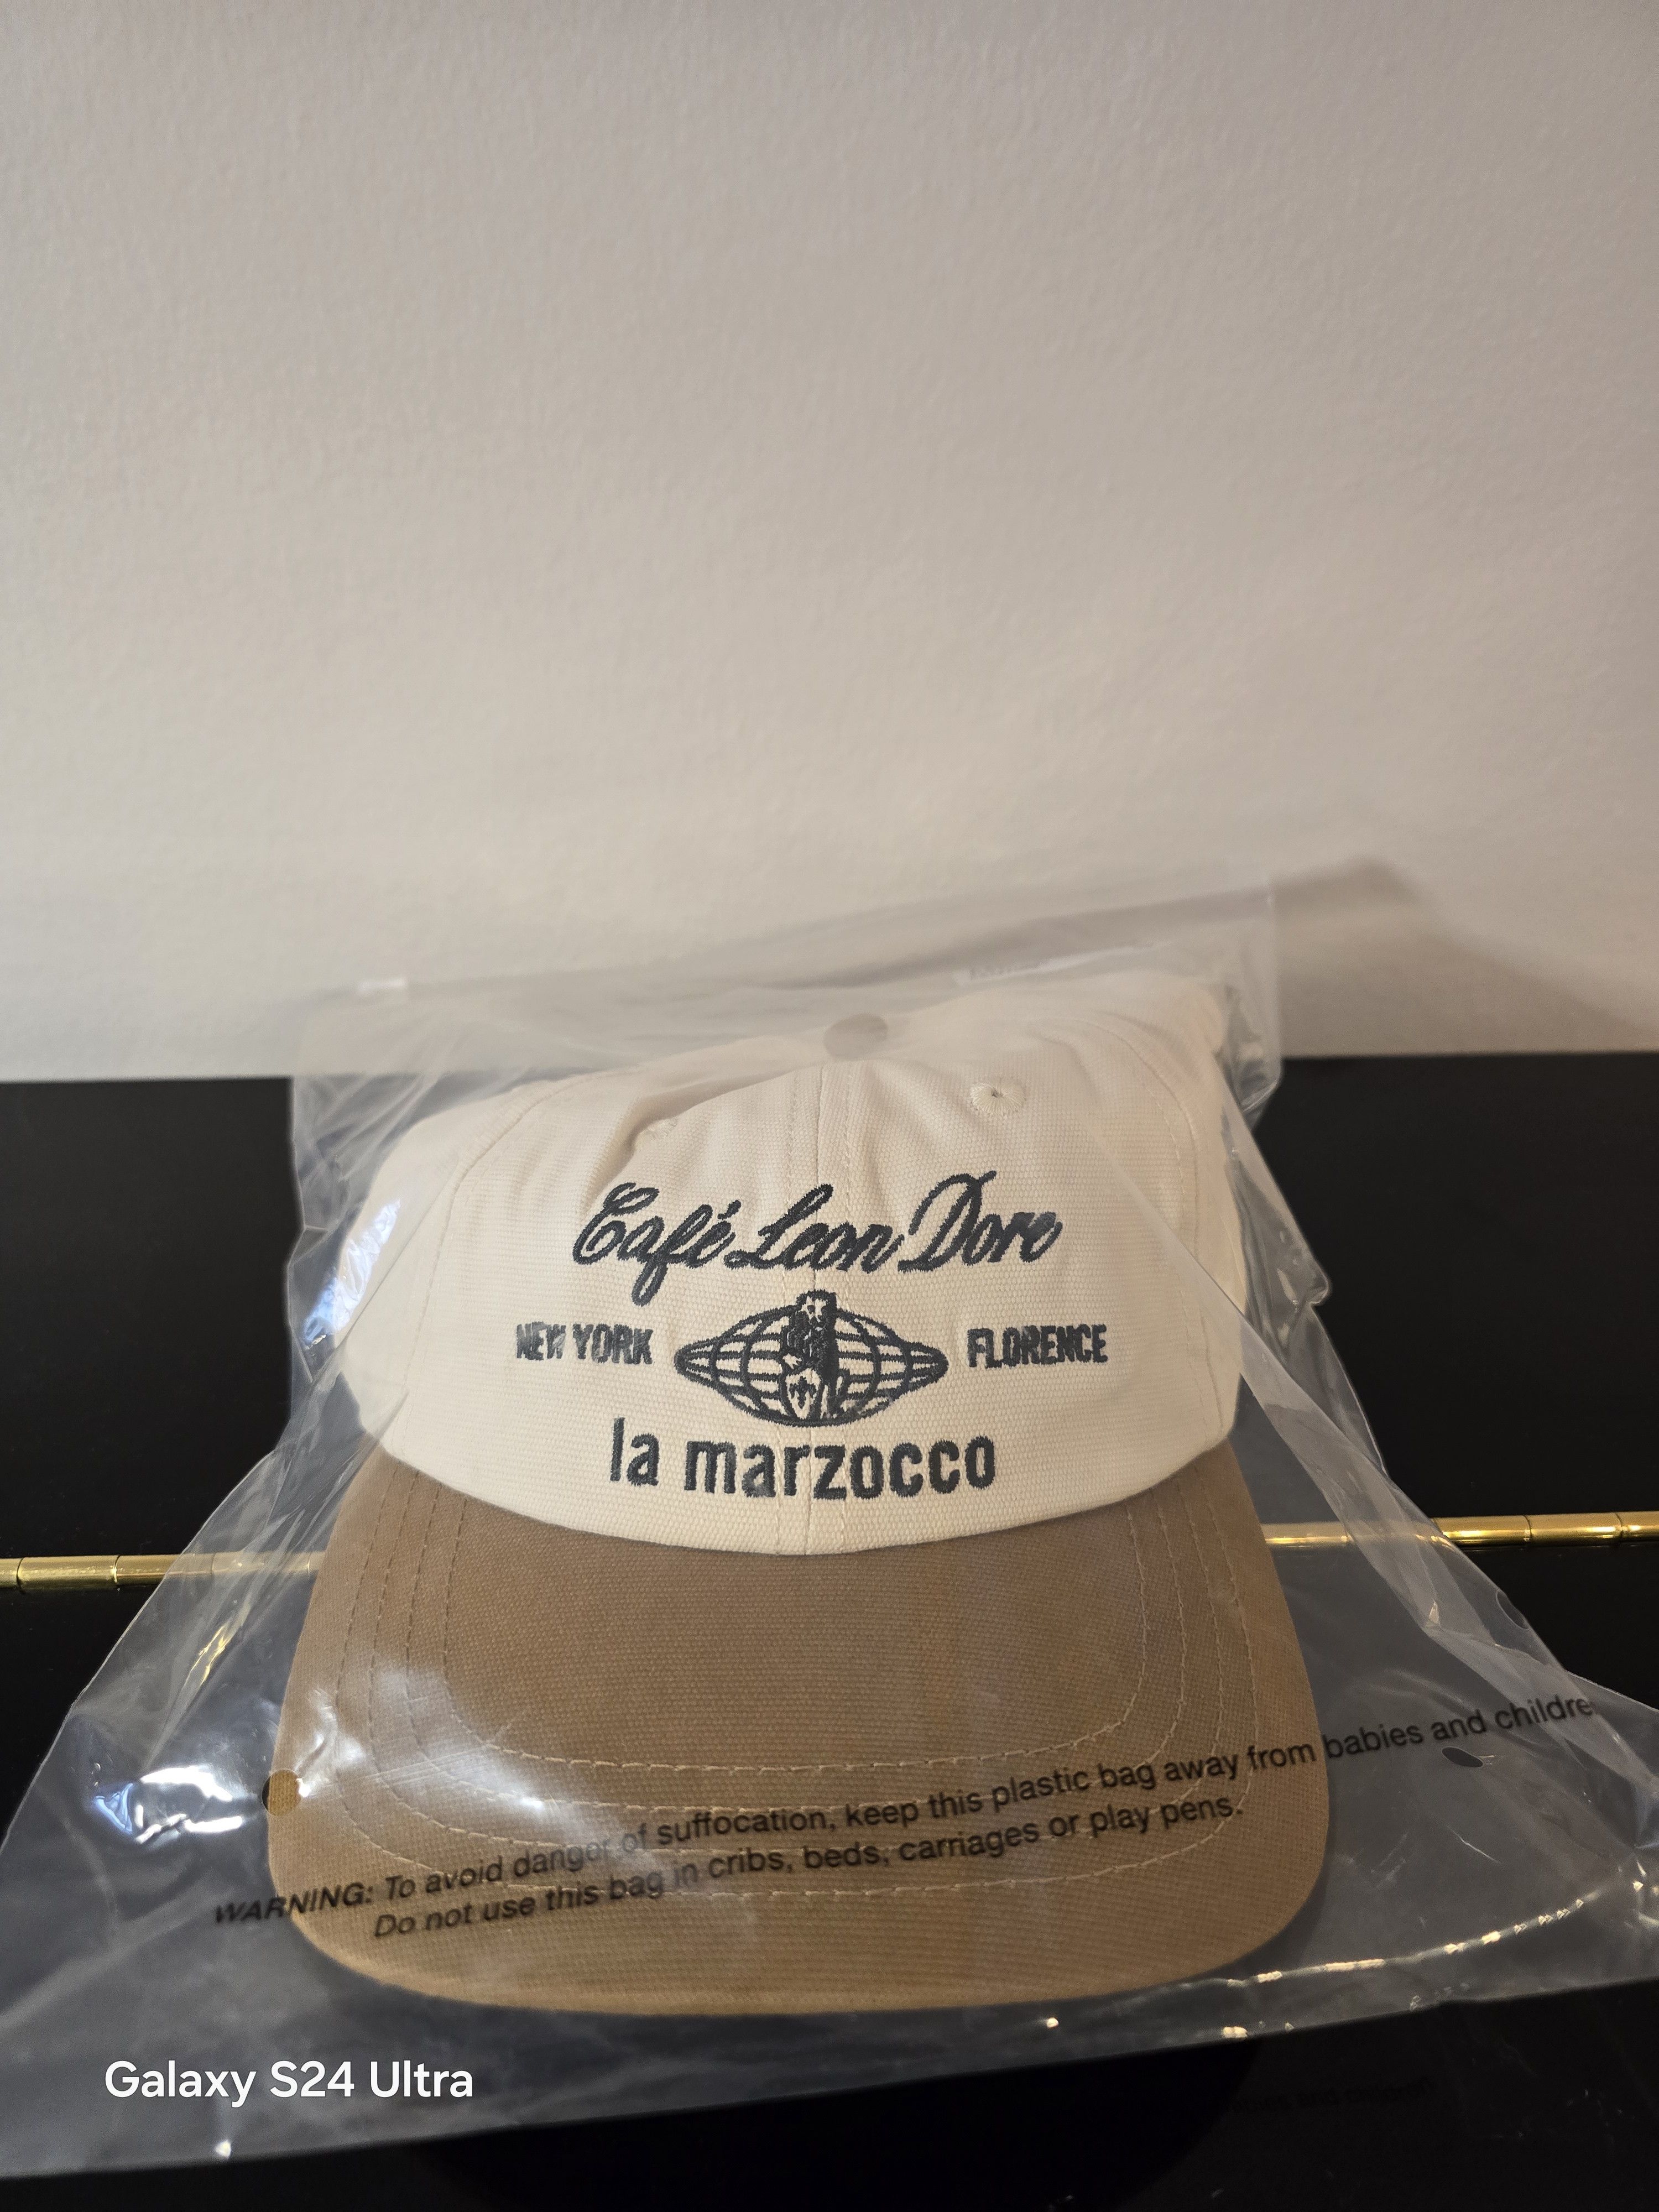 Café Leon Dore
NEW YORK FLORENCE
la marzocco
WARNING: To avoid danger of suffocation, keep this plastic bag away from babies and childre
Do not use this bag in cribs, beds, carriages or play pens.
Galaxy S24 Ultra